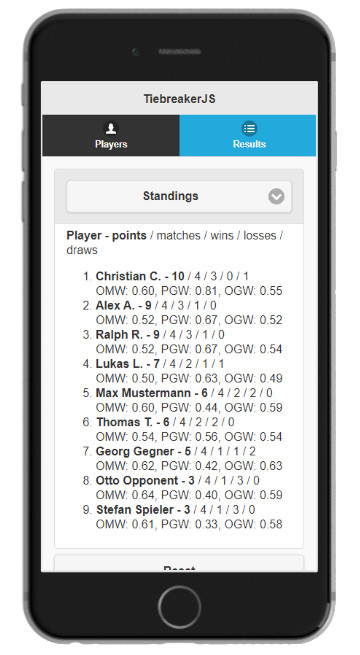 TiebreakerJS
Players
Results
Standings
Player - points / matches / wins / losses /
draws
1. Christian C. - 10 / 4 / 3 / 0 / 1
OMW: 0.60, PGW: 0.81, OGW: 0.55
2. Alex A. - 9 / 4 / 3 / 1 / 0
OMW: 0.52, PGW: 0.67, OGW: 0.52
3. Ralph R. - 9 / 4 / 3 / 1 / 0
OMW: 0.52, PGW: 0.67, OGW: 0.54
4. Lukas L. - 7 / 4 / 2 / 1 / 1
OMW: 0.50, PGW: 0.63, OGW: 0.49
5. Max Mustermann - 6 / 4 / 2 / 2 / 0
OMW: 0.60, PGW: 0.44, OGW: 0.59
6. Thomas T. - 6 / 4 / 2 / 2 / 0
OMW: 0.54, PGW: 0.56, OGW: 0.54
7. Georg Gegner - 5 / 4 / 1 / 1 / 2
OMW: 0.62, PGW: 0.42, OGW: 0.63
8. Otto Opponent - 3 / 4 / 1 / 3 / 0
OMW: 0.64, PGW: 0.40, OGW: 0.59
9. Stefan Spieler - 3 / 4 / 1 / 3 / 0
OMW: 0.61, PGW: 0.33, OGW: 0.58